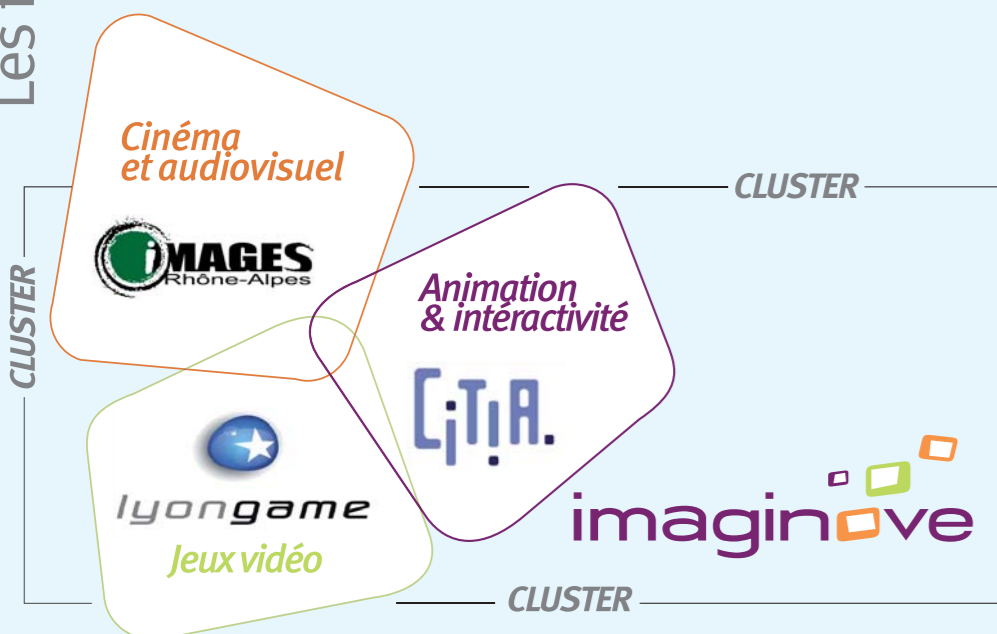 Les
Cinéma
et audiovisuel
iMAGES
Rhône-Alpes
CLUSTER
CLUSTER
Animation
& intéractivité
CiTiA.
lyongame
Jeux vidéo
imaginove
CLUSTER